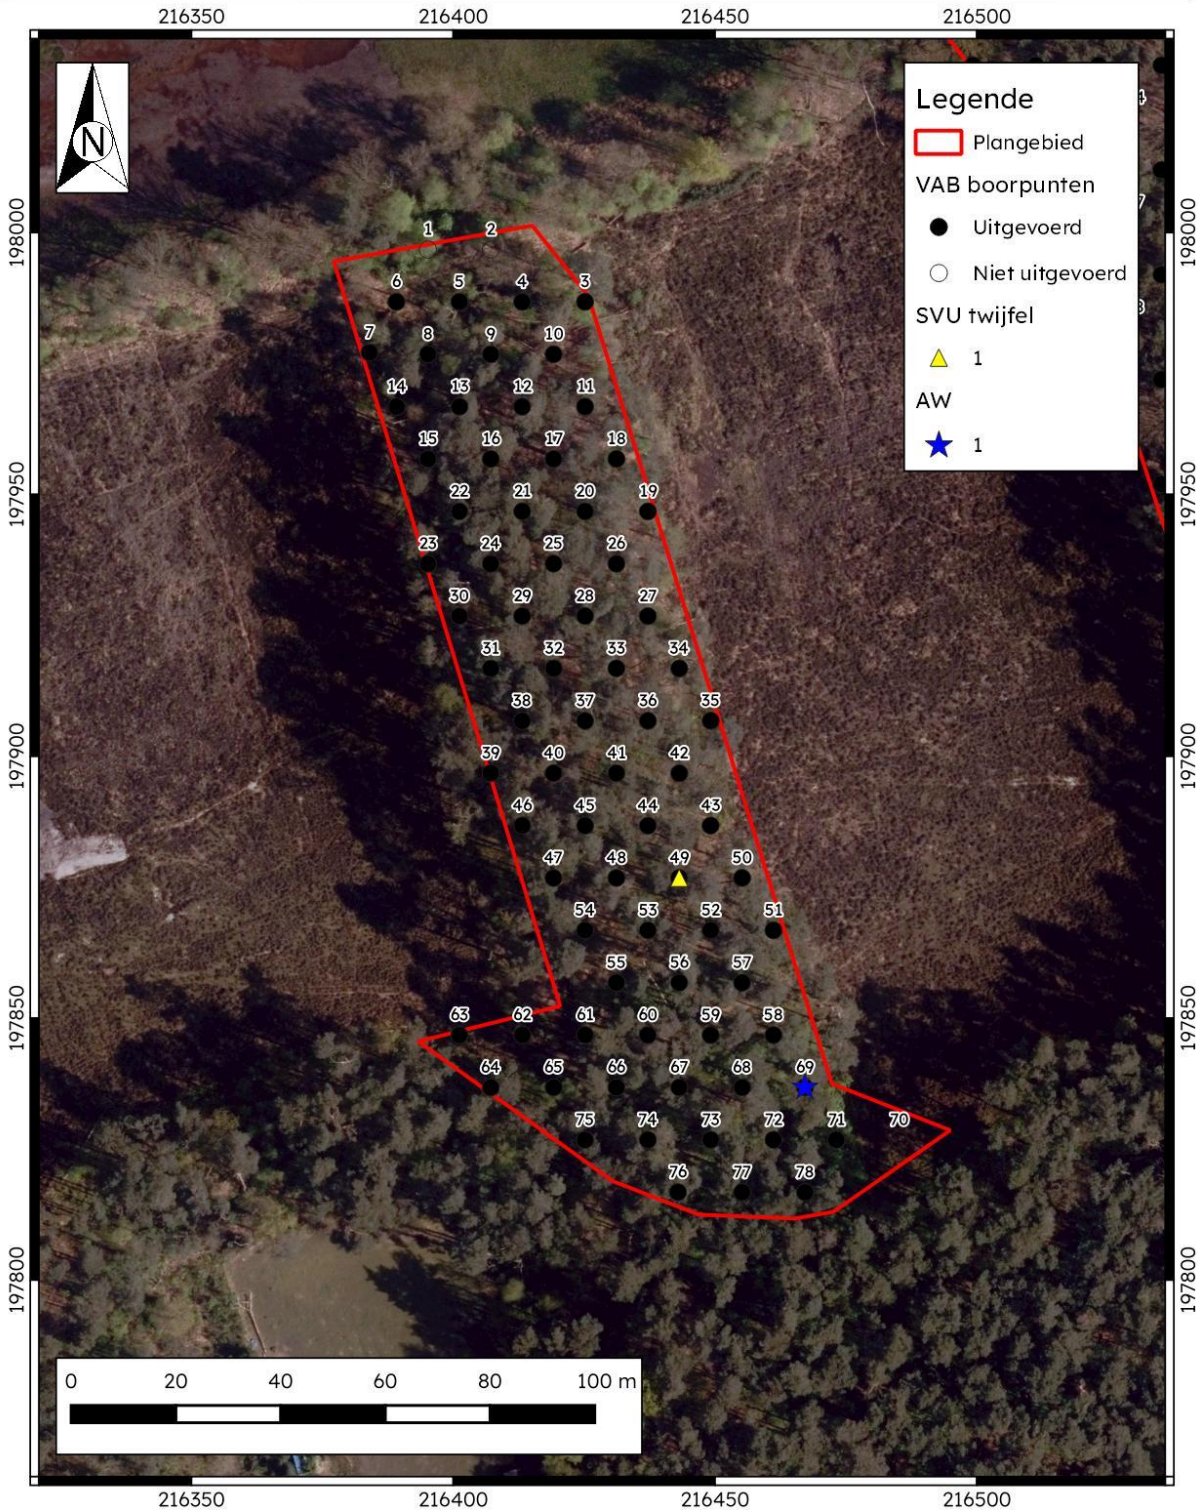 216350 216400 216450 216500
N
Legende
Plangebied
VAB boorpunten
Uitgevoerd
Niet uitgevoerd
SVU twijfel
1
AW
1
4
7
3
198000 198000
197950 197950
197900 197900
197850 197850
197800 197800
1 2
6 5 4 3
7 8 9 10
14 13 12 11
15 16 17 18
22 21 20 19
23 24 25 26
30 29 28 27
31 32 33 34
38 37 36 35
39 40 41 42
46 45 44 43
47 48 49 50
54 53 52 51
55 56 57
63 62 61 60 59 58
64 65 66 67 68 69
75 74 73 72 71 70
76 77 78
0 20 40 60 80 100 m
216350 216400 216450 216500